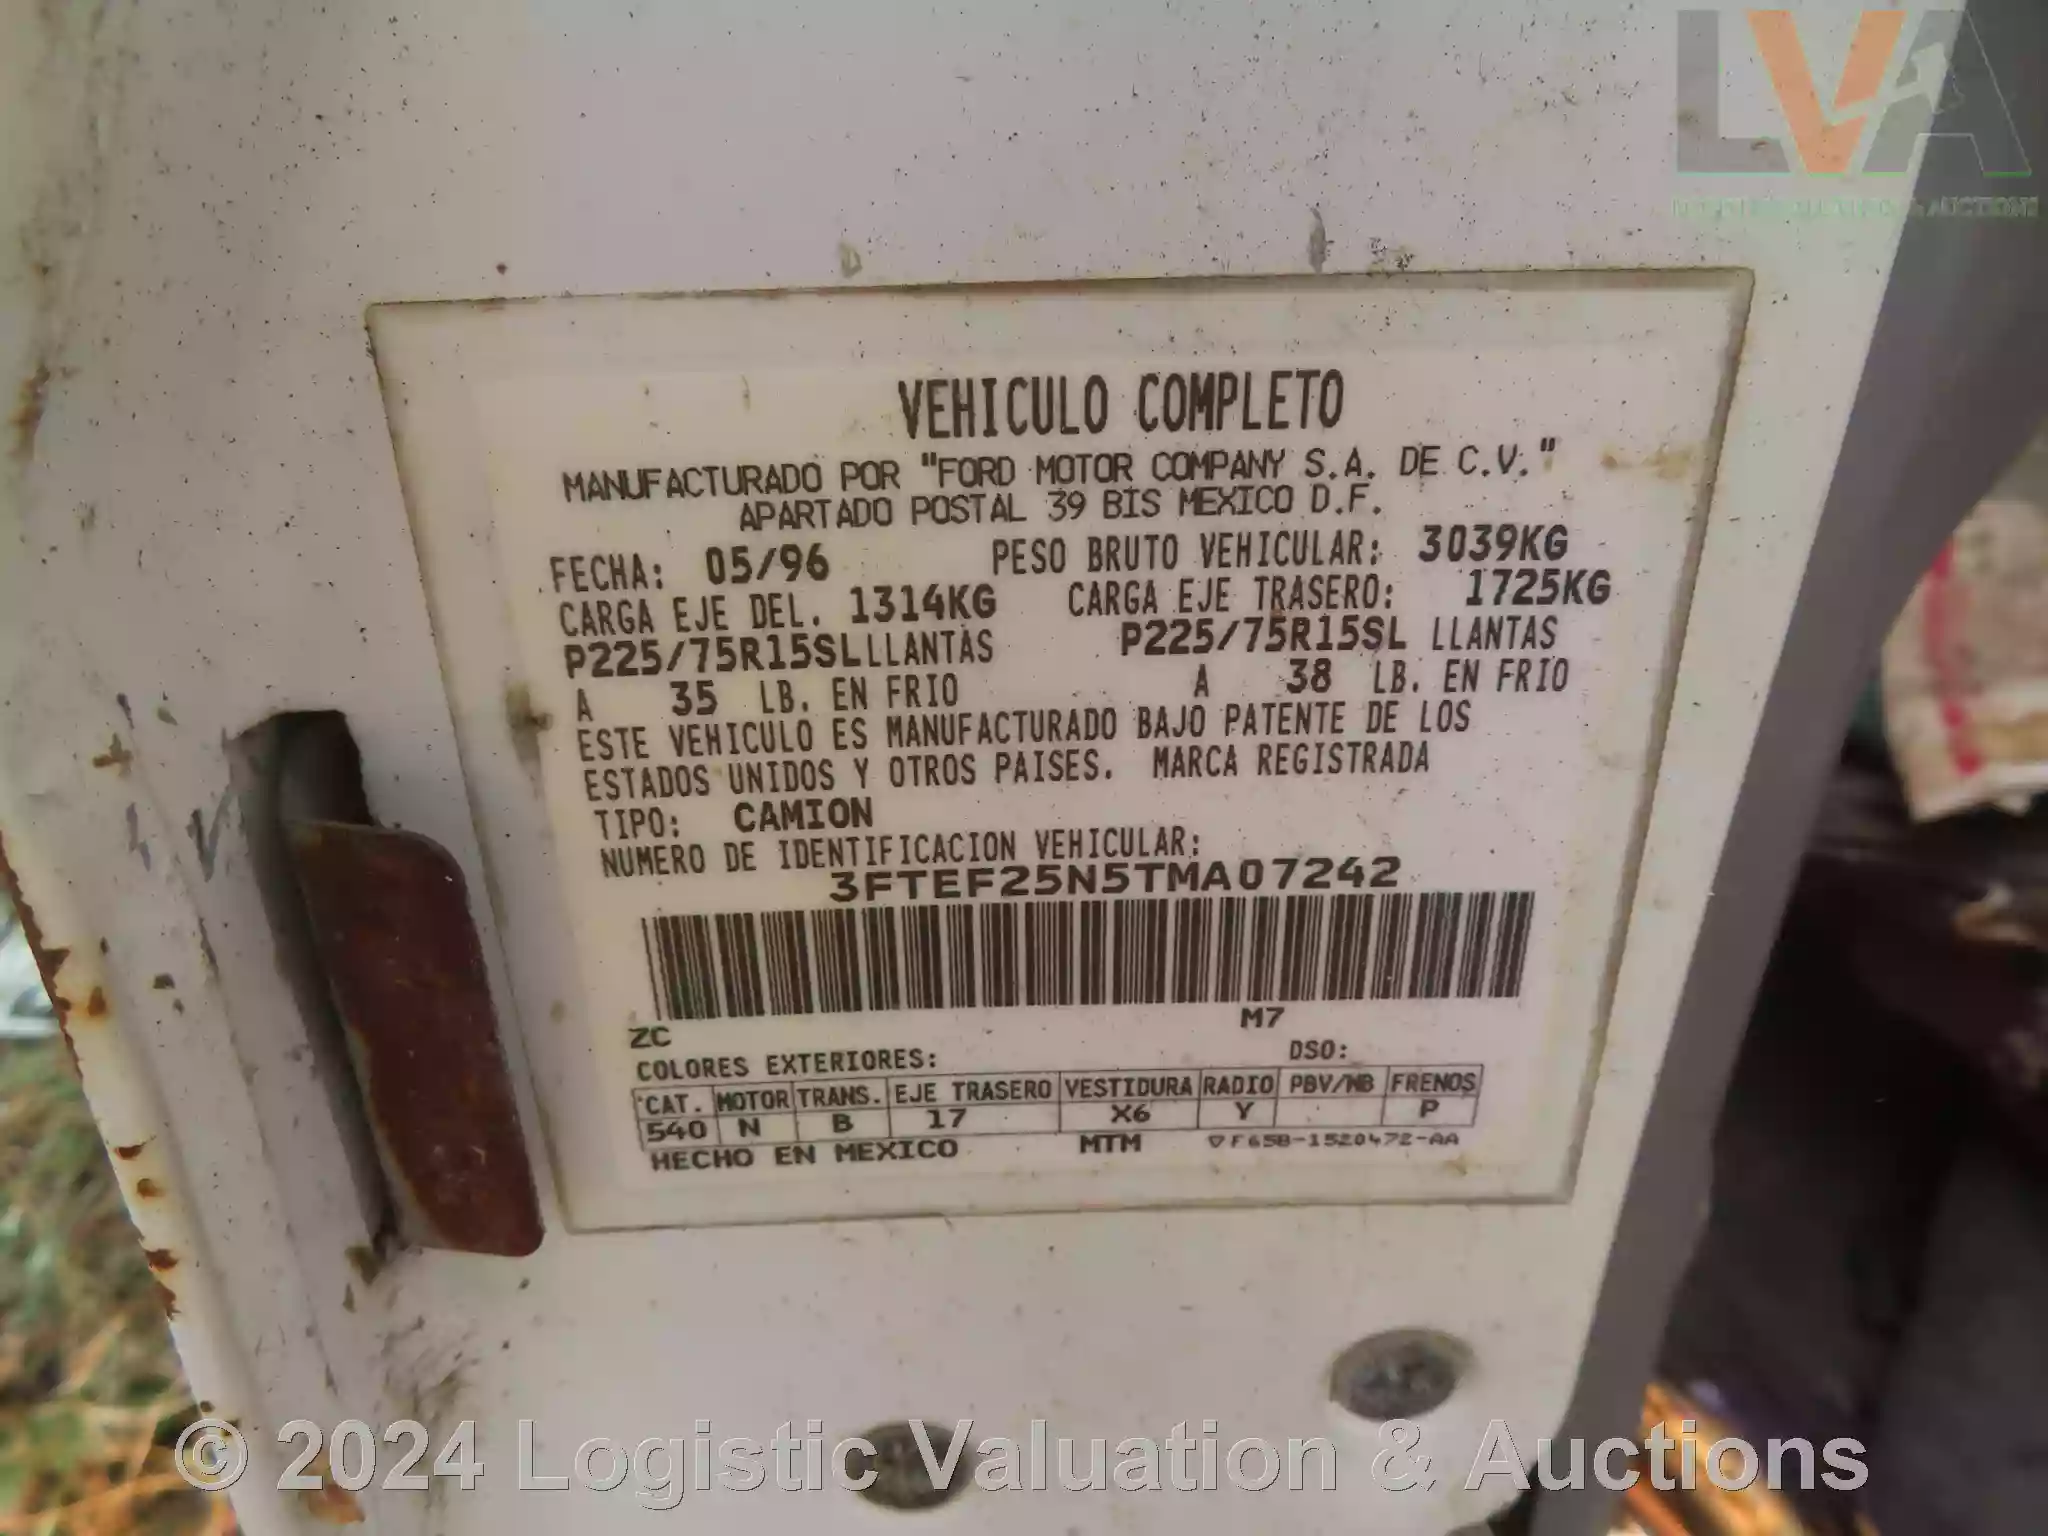 LVA
VEHICULO COMPLETO
MANUFACTURADO POR "FORD MOTOR COMPANY S.A. DE C.V."
APARTADO POSTAL 39 BIS MEXICO D.F.
FECHA: 05/96 PESO BRUTO VEHICULAR: 3039KG
CARGA EJE DEL. 1314KG CARGA EJE TRASERO: 1725KG
P225/75R15SL LLANTAS P225/75R15SL LLANTAS
A 35 LB. EN FRIO A 38 LB. EN FRIO
ESTE VEHICULO ES MANUFACTURADO BAJO PATENTE DE LOS
ESTADOS UNIDOS Y OTROS PAISES. MARCA REGISTRADA
TIPO: CAMION
NUMERO DE IDENTIFICACION VEHICULAR:
3FTEF25N5TMA07242
ZC M7
COLORES EXTERIORES: DSO:
CAT. MOTOR TRANS. EJE TRASERO VESTIDURA RADIO PBV/WB FRENOS
540 N B 17 X6 Y P
HECHO EN MEXICO MTM F65B-1520472-AA
© 2024 Logistic Valuation & Auctions